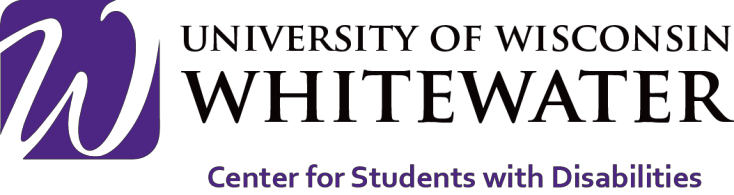 W
UNIVERSITY OF WISCONSIN
WHITEWATER
Center for Students with Disabilities